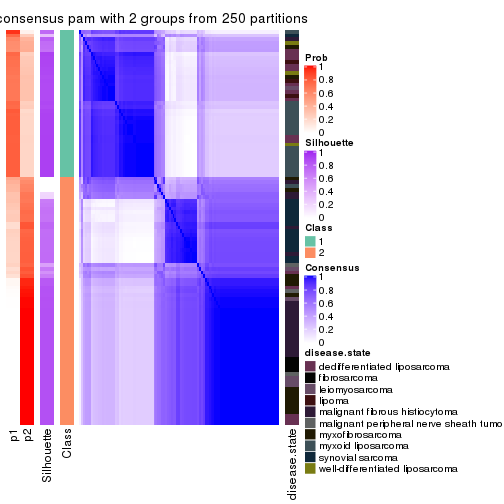 consensus pam with 2 groups from 250 partitions
Prob
1
0.8
0.6
0.4
0.2
0
Silhouette
1
0.8
0.6
0.4
0.2
0
Class
1
2
Consensus
1
0.8
0.6
0.4
0.2
0
disease.state
dedifferentiated liposarcoma
fibrosarcoma
leiomyosarcoma
lipoma
malignant fibrous histiocytoma
malignant peripheral nerve sheath tumo
myxofibrosarcoma
myxoid liposarcoma
synovial sarcoma
well-differentiated liposarcoma
p1
p2
Silhouette
Class
disease.state